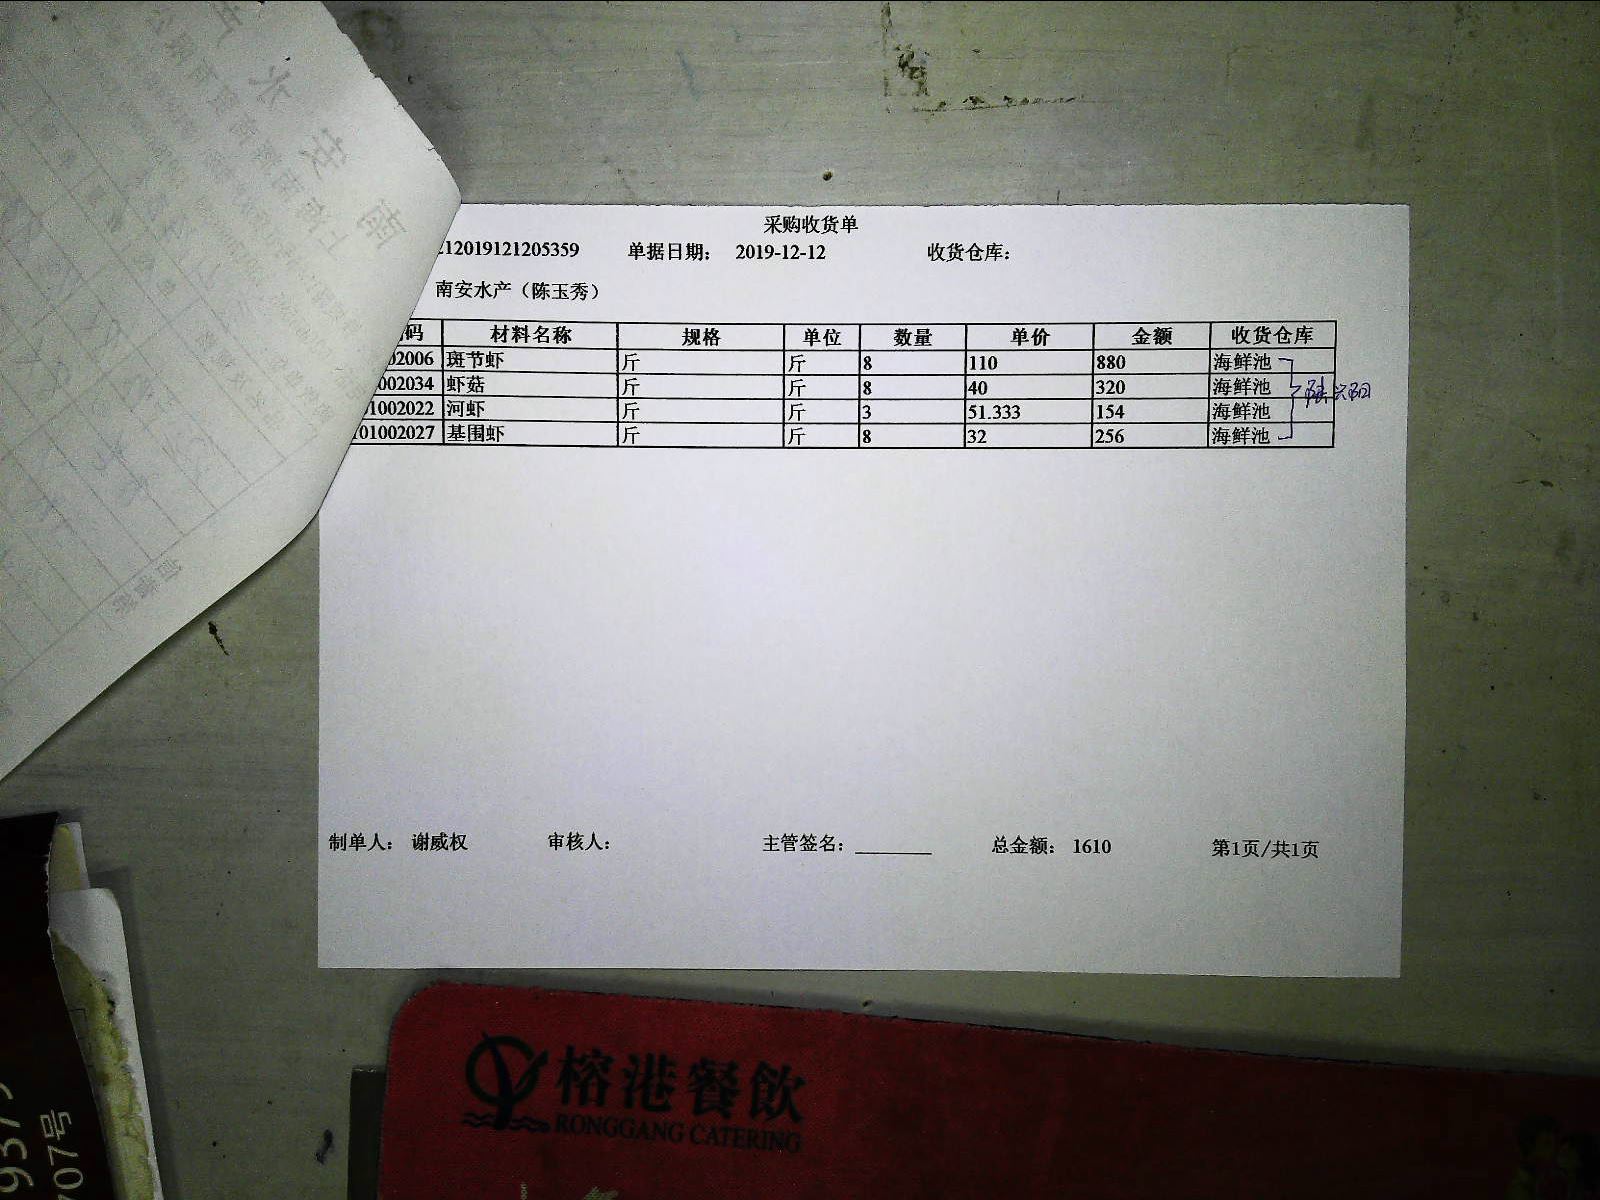 采购收货单
12019121205359 单据日期： 2019-12-12 收货仓库：
南安水产（陈玉秀）
码 材料名称 规格 单位 数量 单价 金额 收货仓库
02006 斑节虾 斤 斤 8 110 880 海鲜池
002034 虾菇 斤 斤 8 40 320 海鲜池
1002022 河虾 斤 斤 3 51.333 154 海鲜池
01002027 基围虾 斤 斤 8 32 256 海鲜池
制单人： 谢威权 审核人： 主管签名： 总金额： 1610 第1页/共1页
榕港餐飲
RONGGANG CATERING
9375
707号